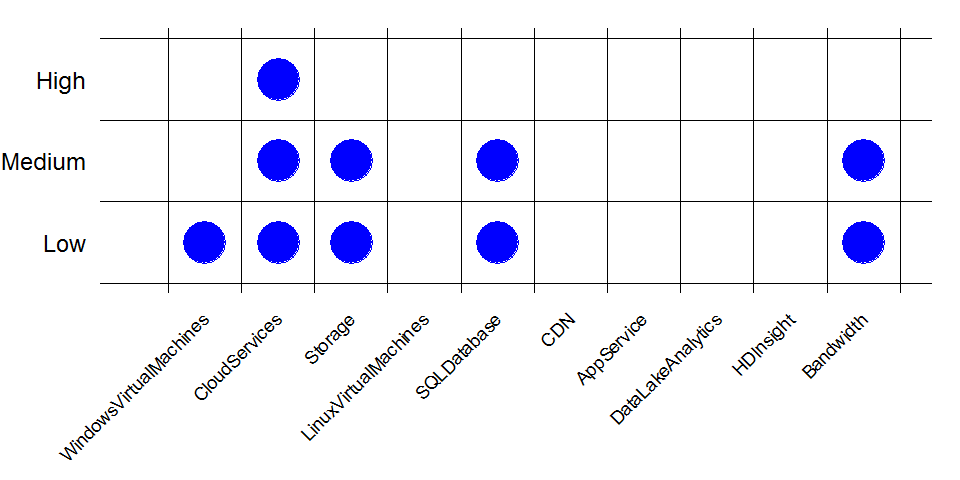 High
Medium
Low
WindowsVirtualMachines
CloudServices
Storage
LinuxVirtualMachines
SQLDatabase
CDN
AppService
DataLakeAnalytics
HDInsight
Bandwidth